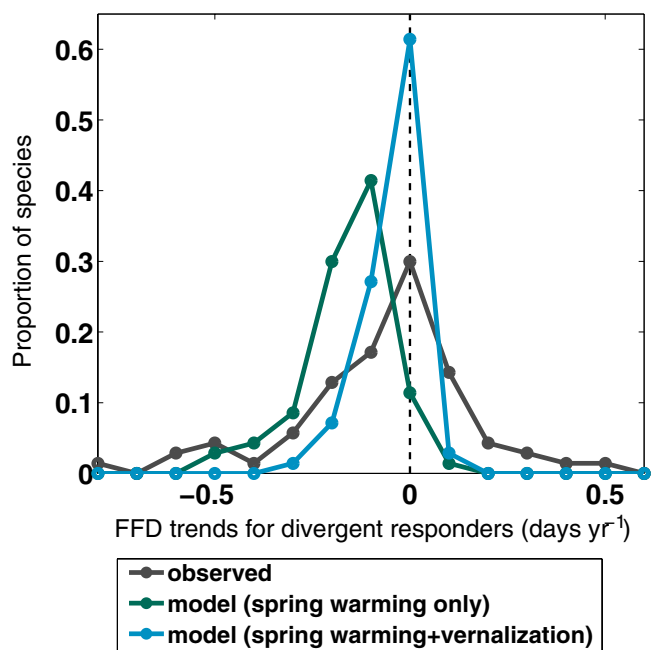 0.6
0.5
0.4
0.3
0.2
0.1
0
Proportion of species
−0.5 0 0.5
FFD trends for divergent responders (days yr⁻¹)
observed
model (spring warming only)
model (spring warming+vernalization)